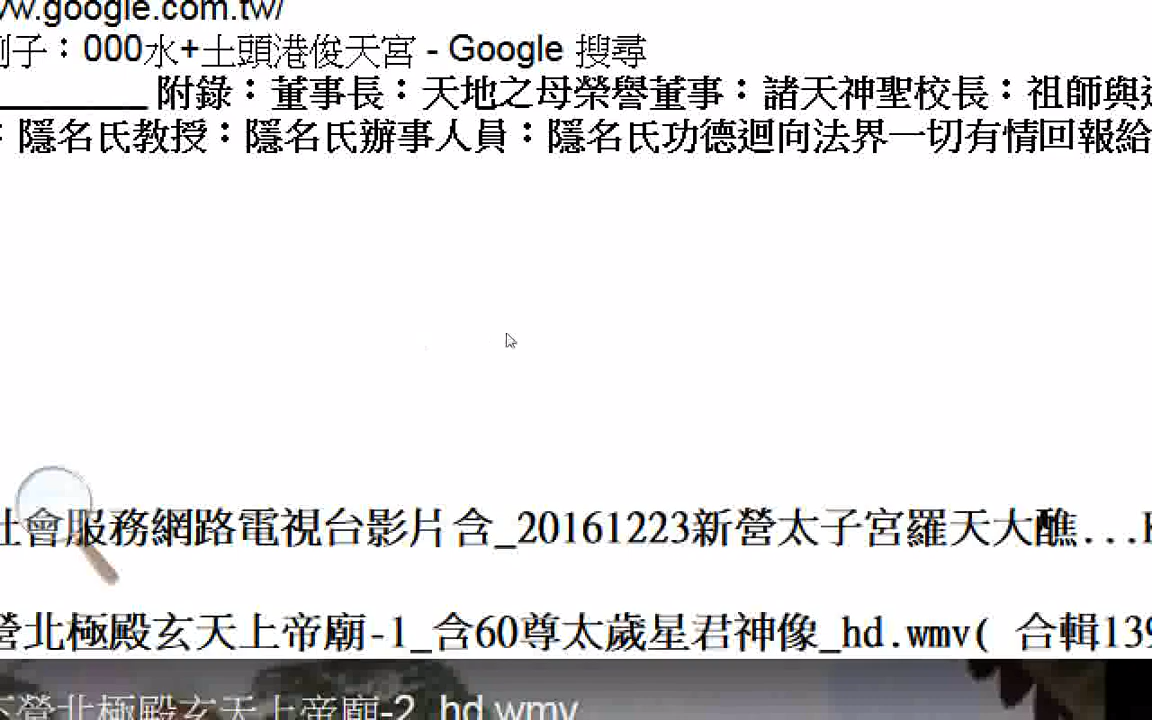 www.google.com.tw/
例子：000水+土頭港俊天宮 - Google 搜尋
附錄：董事長：天地之母榮譽董事：諸天神聖校長：祖師與
：隱名氏教授：隱名氏辦事人員：隱名氏功德迴向法界一切有情回報給
社會服務網路電視台影片含_20161223新營太子宮羅天大醮...
營北極殿玄天上帝廟-1_含60尊太歲星君神像_hd.wmv( 合輯139
下營北極殿玄天上帝廟-2_hd.wmv